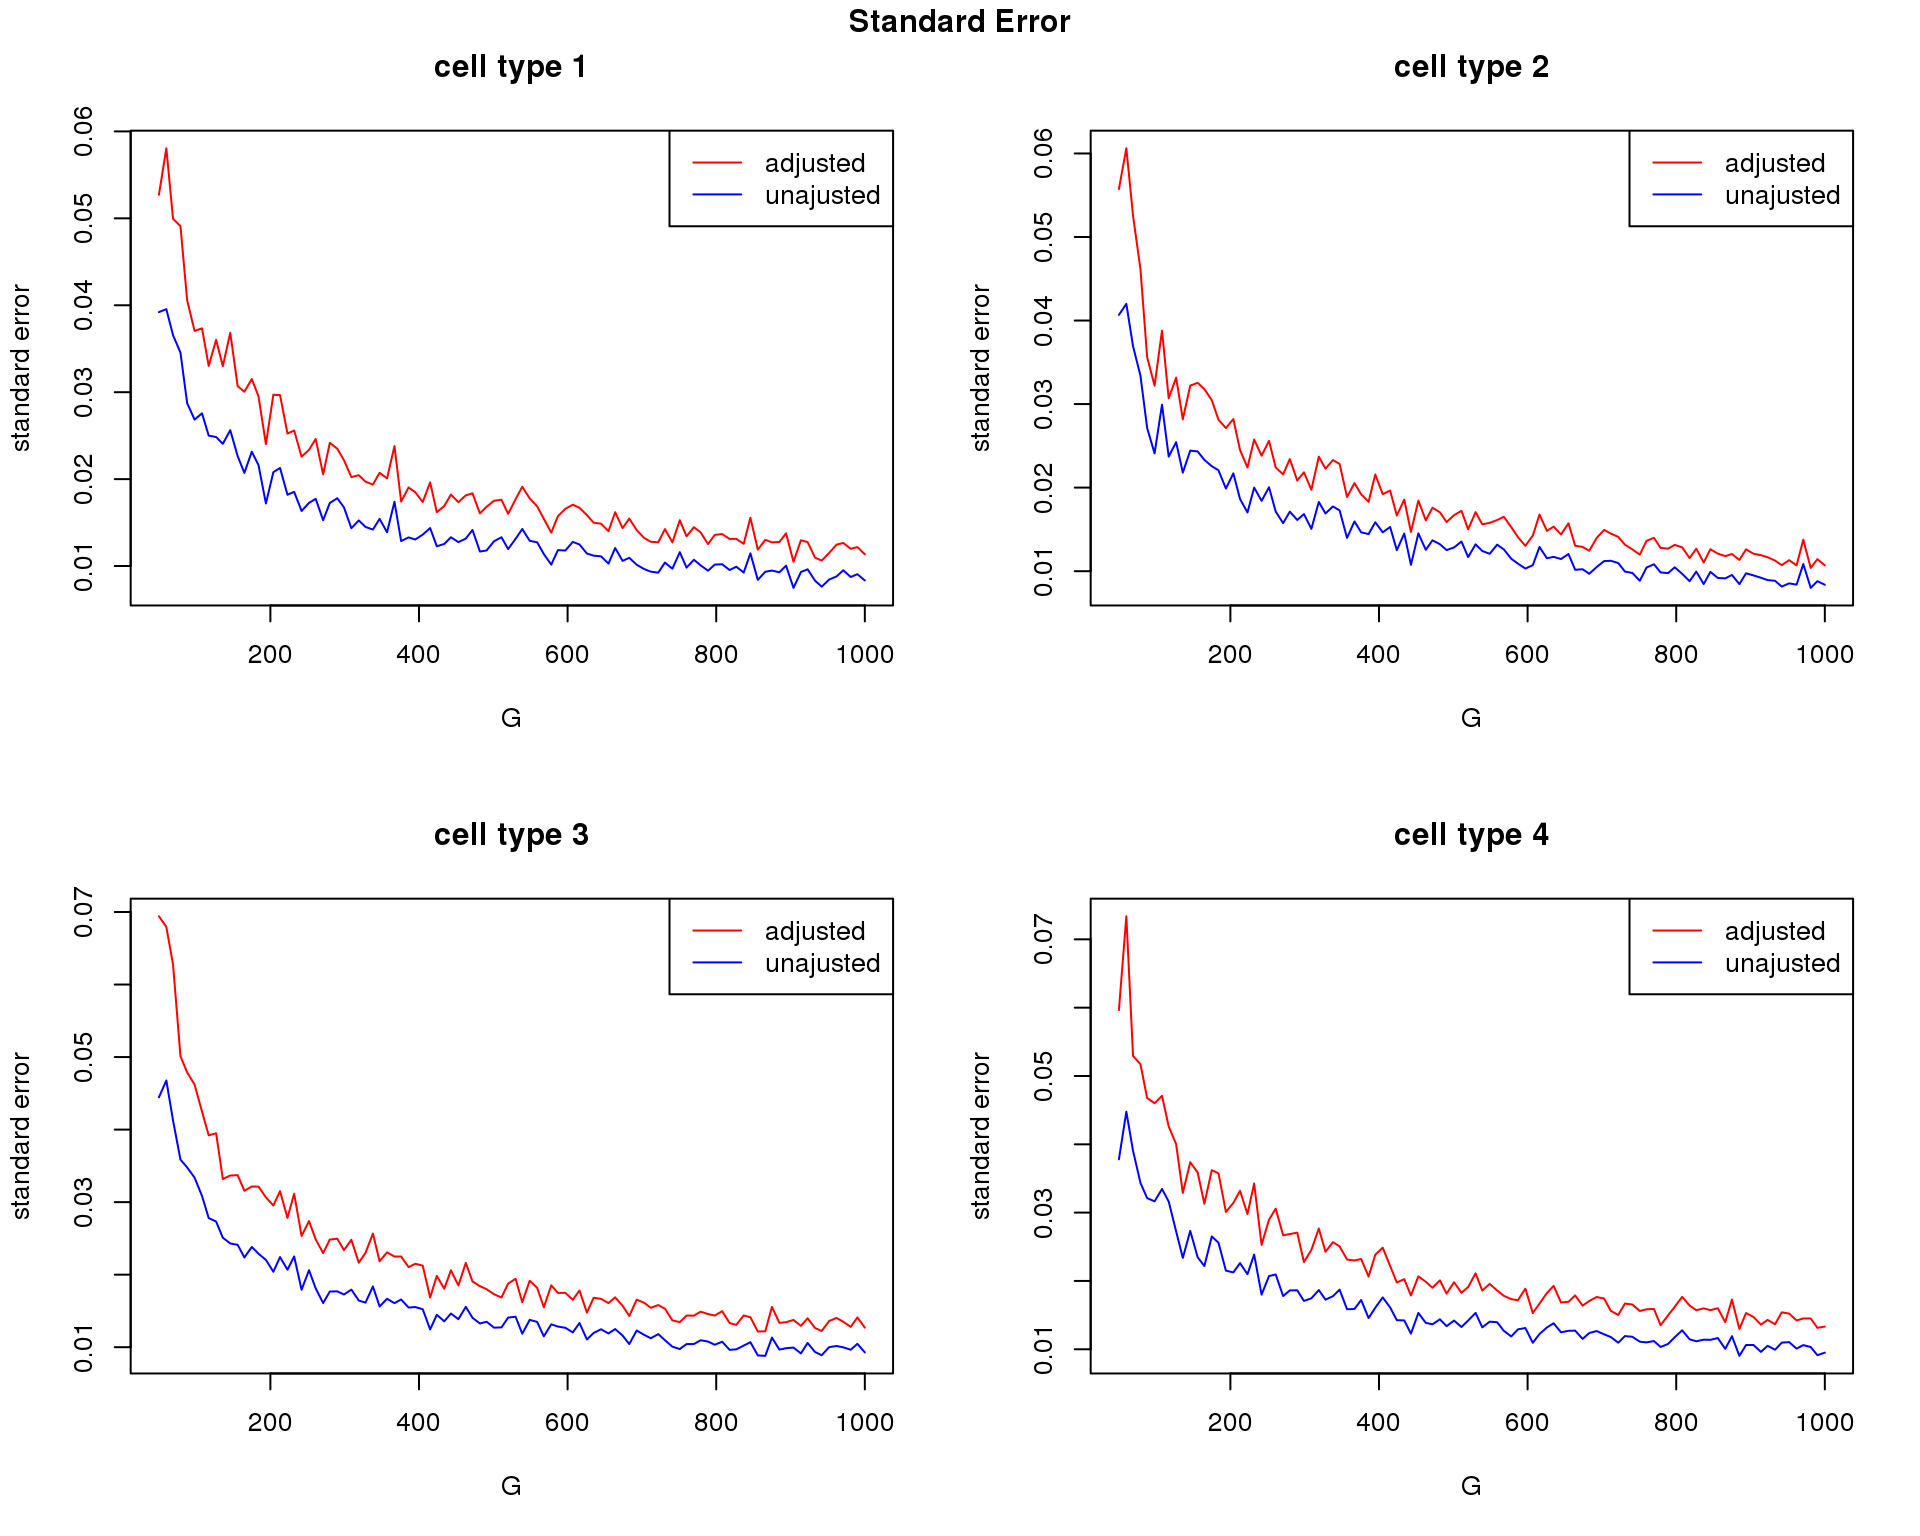 Standard Error
cell type 1
standard error
0.06
0.05
0.04
0.03
0.02
0.01
adjusted
unajusted
200 400 600 800 1000
G
cell type 2
standard error
0.06
0.05
0.04
0.03
0.02
0.01
adjusted
unajusted
200 400 600 800 1000
G
cell type 3
standard error
0.07
0.05
0.03
0.01
adjusted
unajusted
200 400 600 800 1000
G
cell type 4
standard error
0.07
0.05
0.03
0.01
adjusted
unajusted
200 400 600 800 1000
G